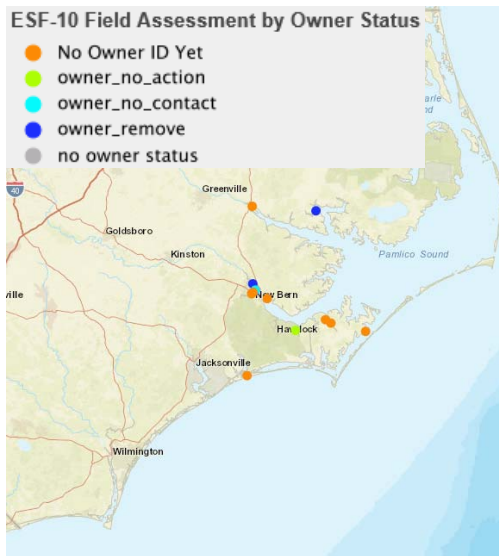 ESF-10 Field Assessment by Owner Status
No Owner ID Yet
owner_no_action
owner_no_contact
owner_remove
no owner status
40
Greenville
Goldsboro
Kinston
Pamlico Sound
New Bern
Jacksonville
Wilmington